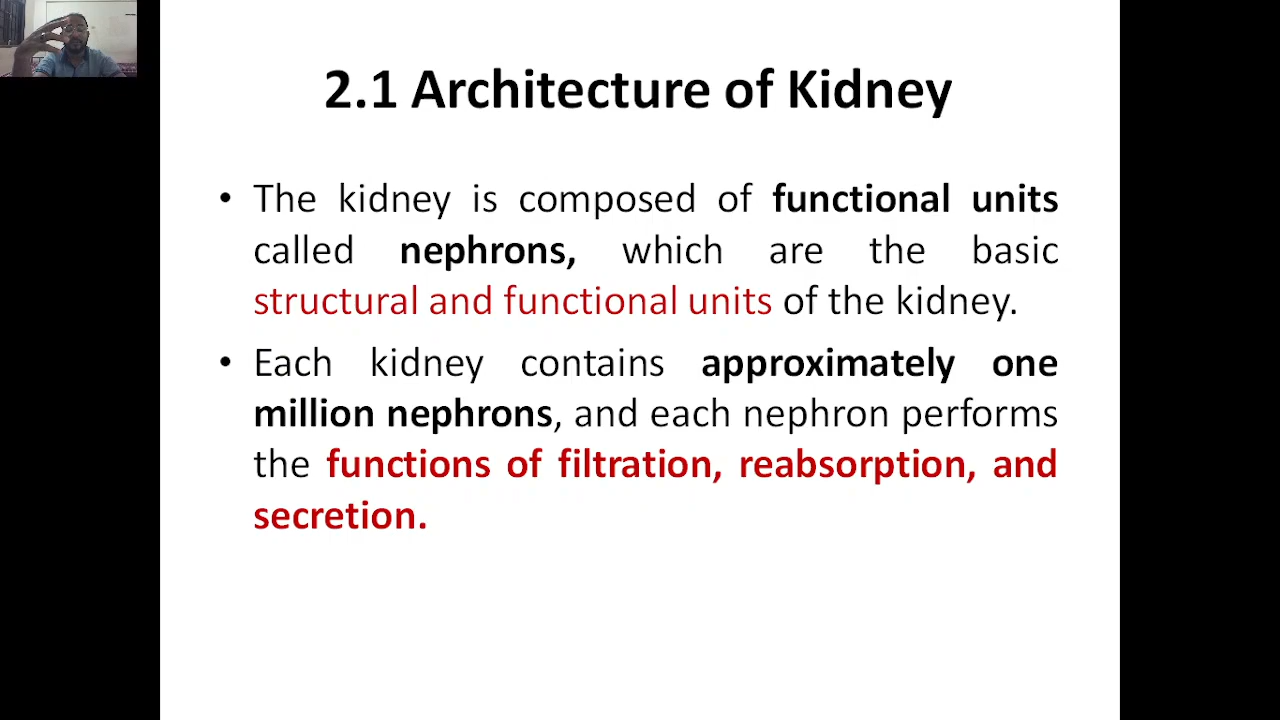 2.1 Architecture of Kidney
• The kidney is composed of functional units
called nephrons, which are the basic
structural and functional units of the kidney.
• Each kidney contains approximately one
million nephrons, and each nephron performs
the functions of filtration, reabsorption, and
secretion.